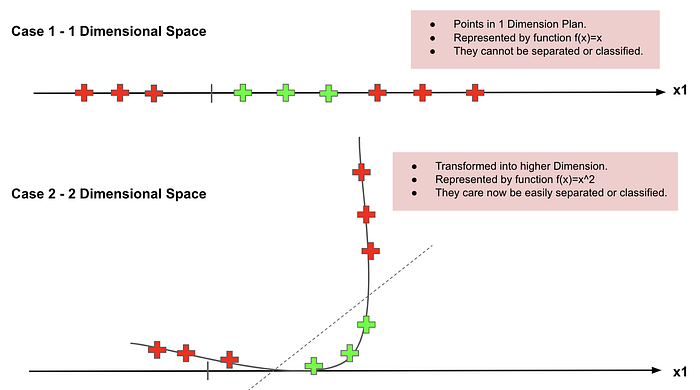 Case 1 - 1 Dimensional Space
● Points in 1 Dimension Plan.
● Represented by function f(x)=x
● They cannot be separated or classified.
x1
Case 2 - 2 Dimensional Space
● Transformed into higher Dimension.
● Represented by function f(x)=x^2
● They care now be easily separated or classified.
x1